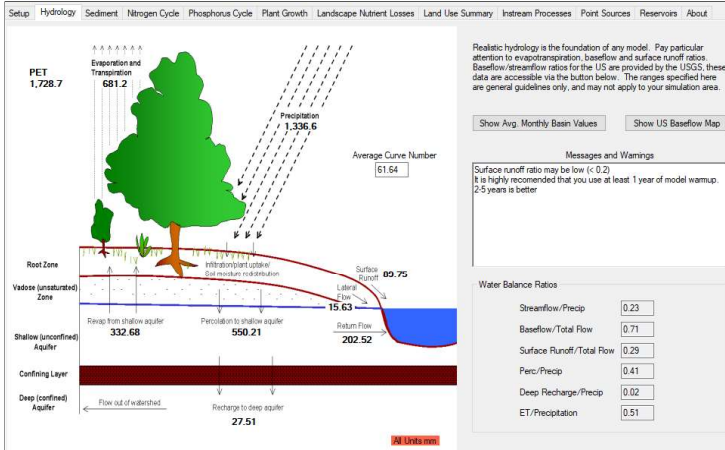 Setup Hydrology Sediment Nitrogen Cycle Phosphorus Cycle Plant Growth Landscape Nutrient Losses Land Use Summary Instream Processes Point Sources Reservoirs About
PET
1,728.7
Evaporation and
Transpiration
681.2
Precipitation
1,336.6
Average Curve Number
61.64
Root Zone
Infiltration/plant uptake/
Soil moisture redistribution
Surface
Runoff
89.75
Vadose (unsaturated)
Zone
Lateral
Flow
15.63
Revap from shallow aquifer
332.68
Percolation to shallow aquifer
550.21
Return Flow
202.52
Shallow (unconfined)
Aquifer
Confining Layer
Deep (confined)
Aquifer
Flow out of watershed
Recharge to deep aquifer
27.51
All Units mm
Realistic hydrology is the foundation of any model. Pay particular
attention to evapotranspiration, baseflow and surface runoff ratios.
Baseflow/streamflow ratios for the US are provided by the USGS, these
data are accessible via the button below. The ranges specified here
are general guidelines only, and may not apply to your simulation area.
Show Avg. Monthly Basin Values Show US Baseflow Map
Messages and Warnings
Surface runoff ratio may be low (< 0.2)
It is highly recomended that you use at least 1 year of model warmup.
2-5 years is better
Water Balance Ratios
Streamflow/Precip 0.23
Baseflow/Total Flow 0.71
Surface Runoff/Total Flow 0.29
Perc/Precip 0.41
Deep Recharge/Precip 0.02
ET/Precipitation 0.51